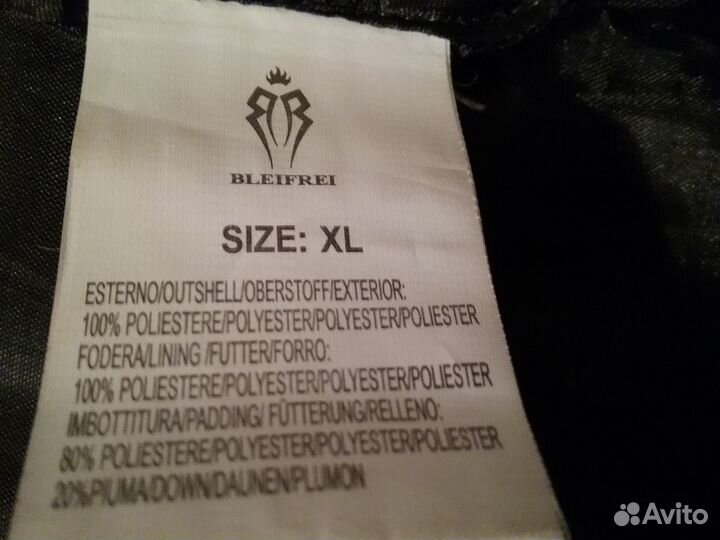 BLEIFREI
SIZE: XL
ESTERNO/OUTSHELL/OBERSTOFF/EXTERIOR:
100% POLIESTERE/POLYESTER/POLYESTER/POLIESTER
FODERA/LINING /FUTTER/FORRO:
100% POLIESTERE/POLYESTER/POLYESTER/POLIESTER
IMBOTTITURA/PADDING/ FÜTTERUNG/RELLENO:
80% POLIESTERE/POLYESTER/POLYESTER/POLIESTER
20%PIUMA/DOWN/DAUNEN/PLUMON
Avito